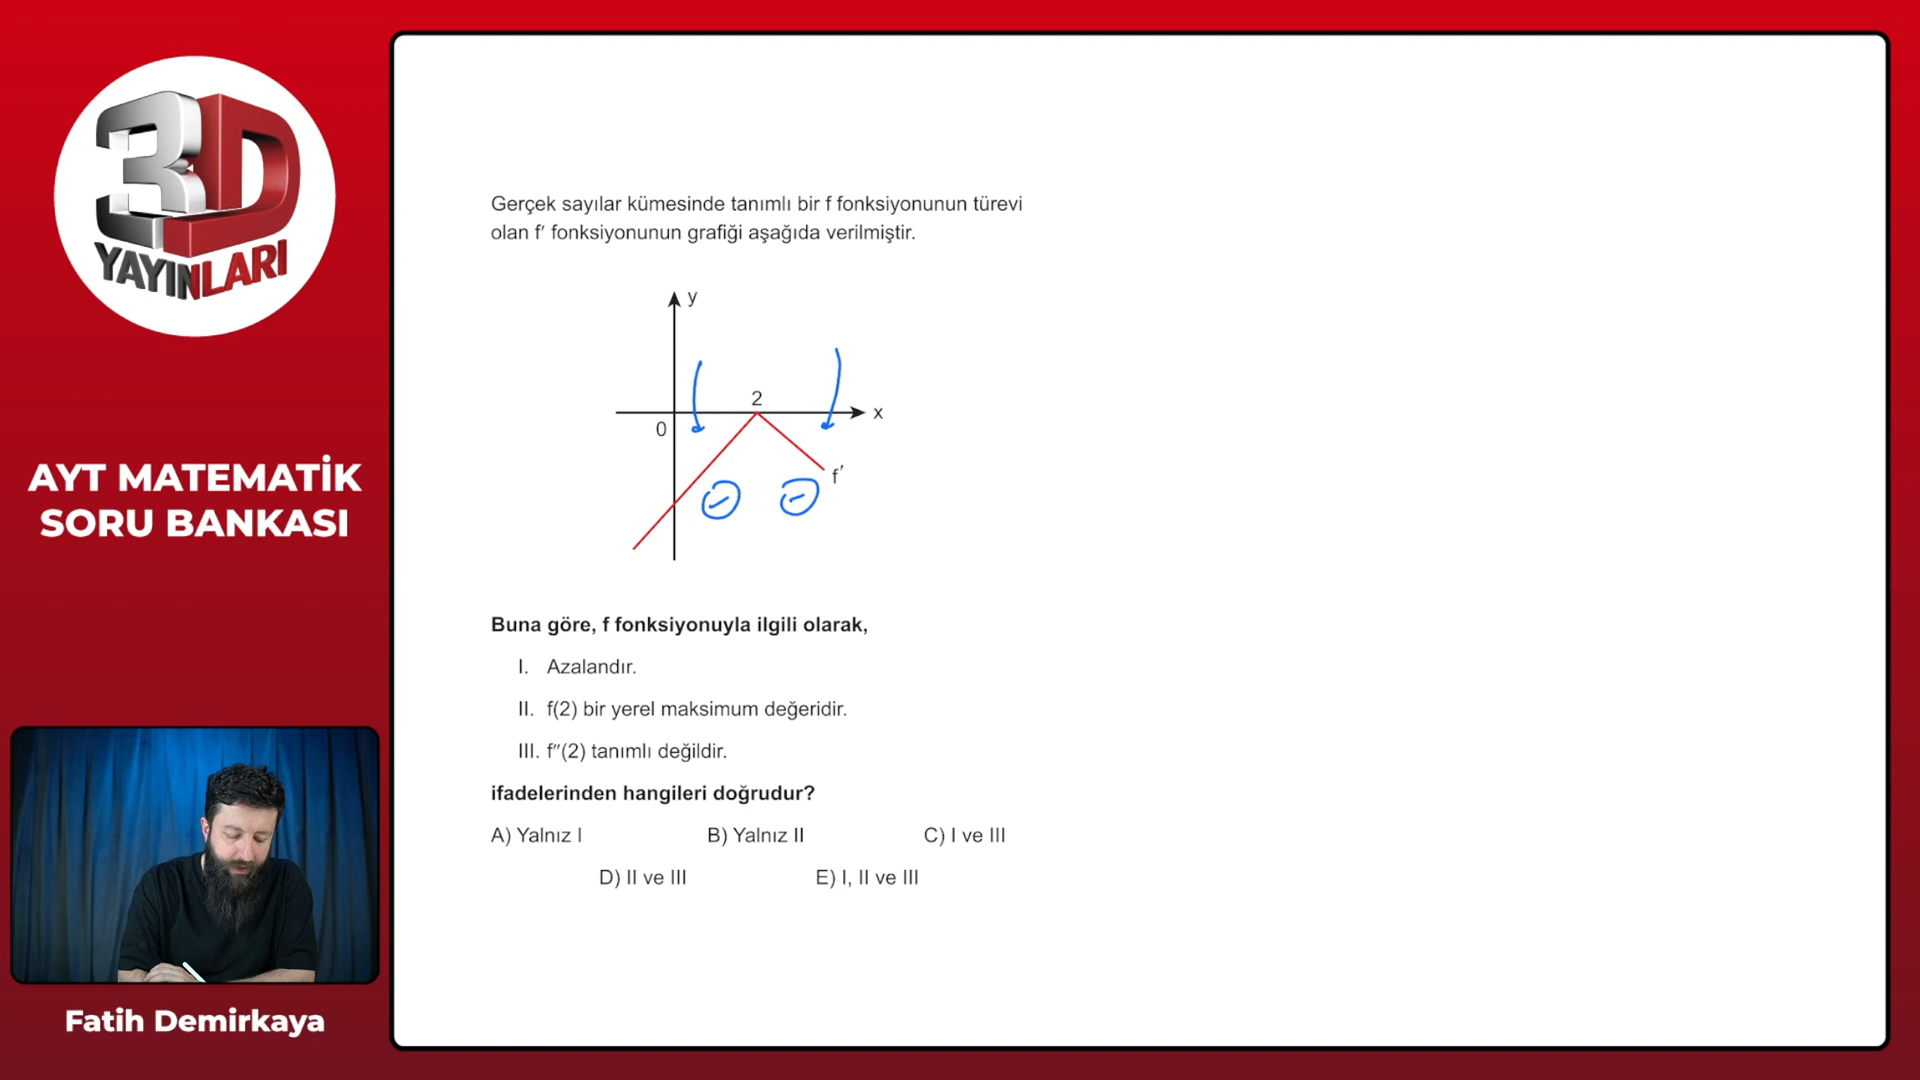 3D
YAYINLARI
AYT MATEMATİK
SORU BANKASI
Fatih Demirkaya
Gerçek sayılar kümesinde tanımlı bir f fonksiyonunun türevi
olan f′ fonksiyonunun grafiği aşağıda verilmiştir.
y
2
x
0
f′
− −
Buna göre, f fonksiyonuyla ilgili olarak,
I. Azalandır.
II. f(2) bir yerel maksimum değeridir.
III. f″(2) tanımlı değildir.
ifadelerinden hangileri doğrudur?
A) Yalnız I B) Yalnız II C) I ve III
D) II ve III E) I, II ve III